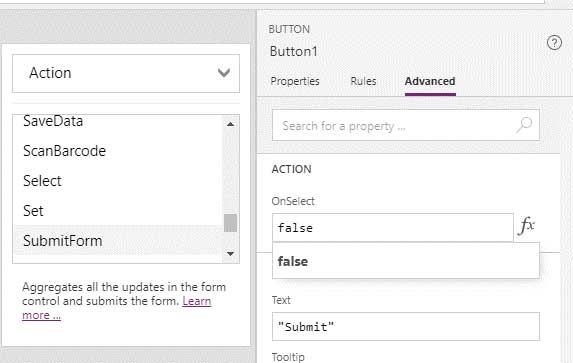 Action
SaveData
ScanBarcode
Select
Set
SubmitForm
Aggregates all the updates in the form
control and submits the form. Learn
more ...
BUTTON
Button1
?
Properties Rules Advanced
Search for a property ...
ACTION
OnSelect
false
fx
false
Text
"Submit"
Tooltip